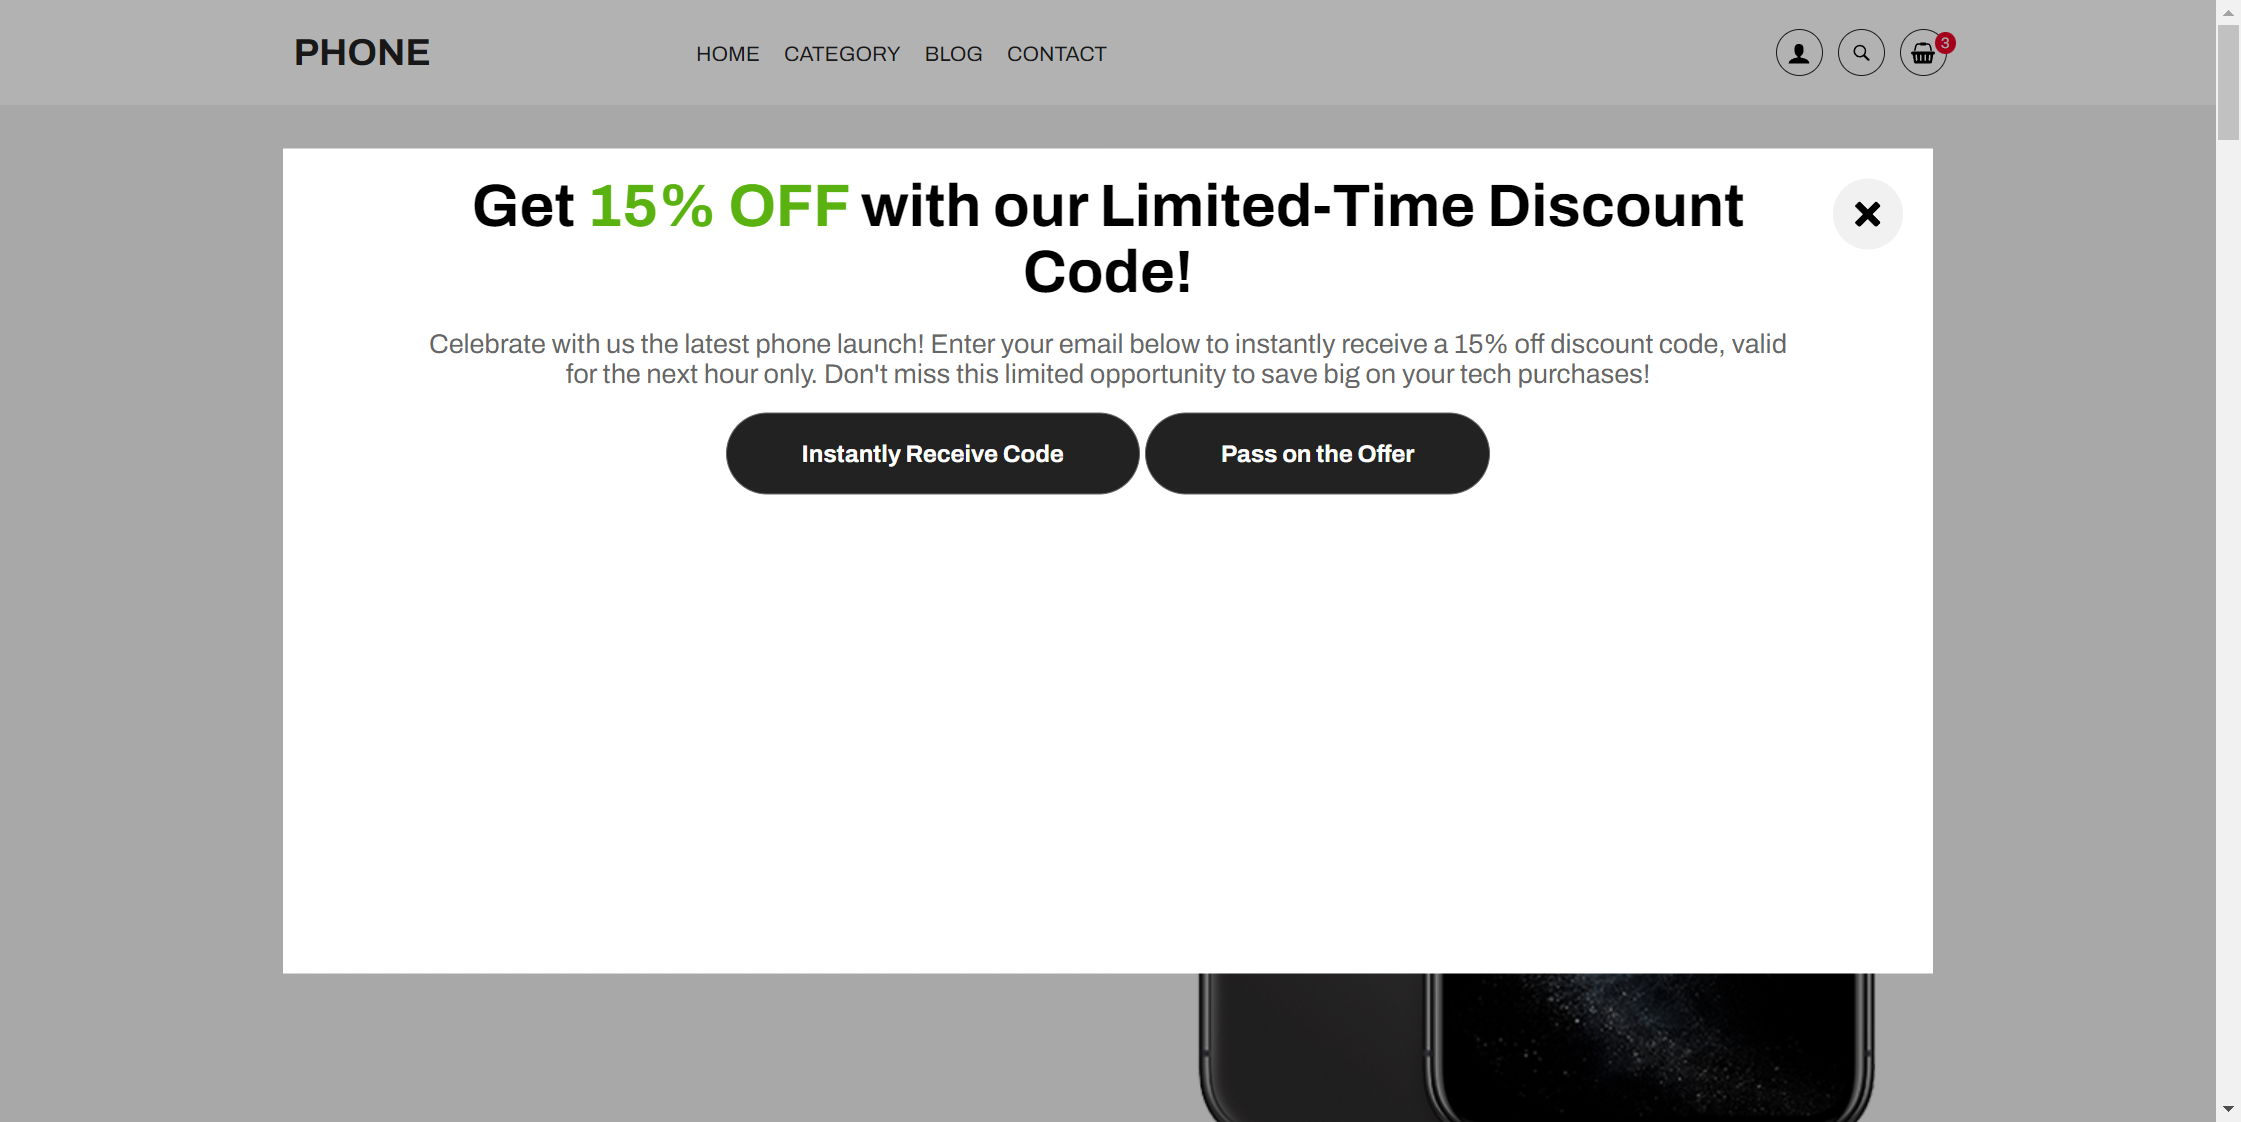 PHONE
HOME CATEGORY BLOG CONTACT
3
Get 15% OFF with our Limited-Time Discount
Code!
Celebrate with us the latest phone launch! Enter your email below to instantly receive a 15% off discount code, valid
for the next hour only. Don't miss this limited opportunity to save big on your tech purchases!
Instantly Receive Code
Pass on the Offer